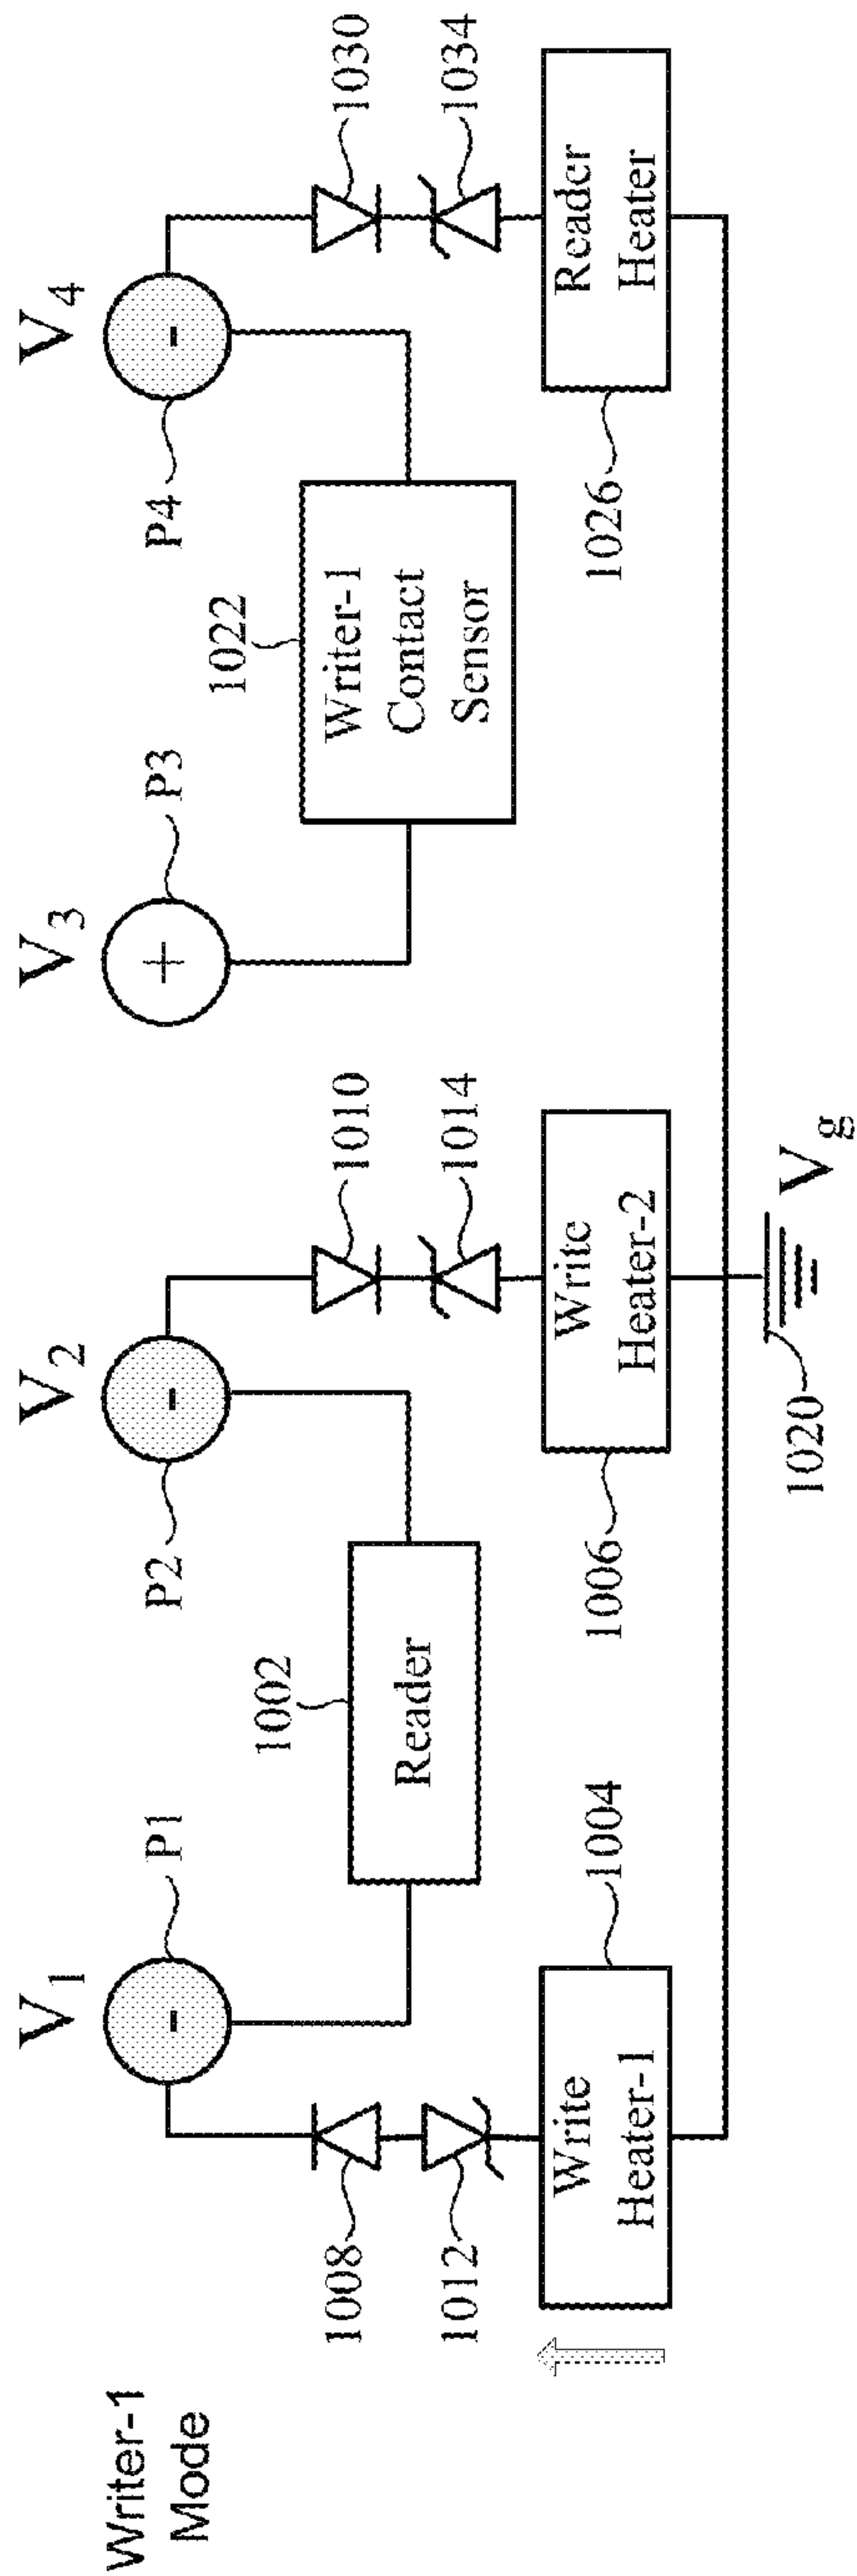 Writer-1
Mode
V1
V2
V3
V4
P1
P2
P3
P4
-
-
+
-
1008
1012
1002
Reader
1010
1014
1022
Writer-1
Contact
Sensor
1030
1034
Write
Heater-1
1004
Write
Heater-2
1006
Reader
Heater
1026
1020
Vg